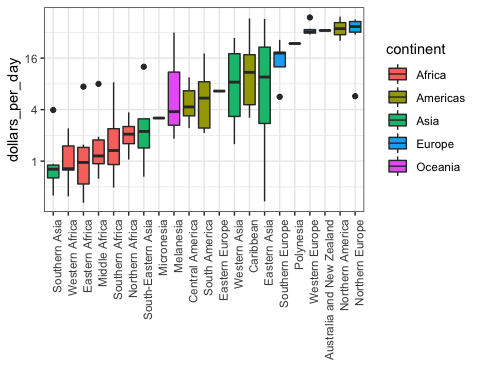 dollars_per_day
16
4
1
Southern Asia
Western Africa
Eastern Africa
Middle Africa
Southern Africa
Northern Africa
South-Eastern Asia
Micronesia
Melanesia
Central America
South America
Eastern Europe
Western Asia
Caribbean
Eastern Asia
Southern Europe
Polynesia
Western Europe
Australia and New Zealand
Northern America
Northern Europe
continent
Africa
Americas
Asia
Europe
Oceania